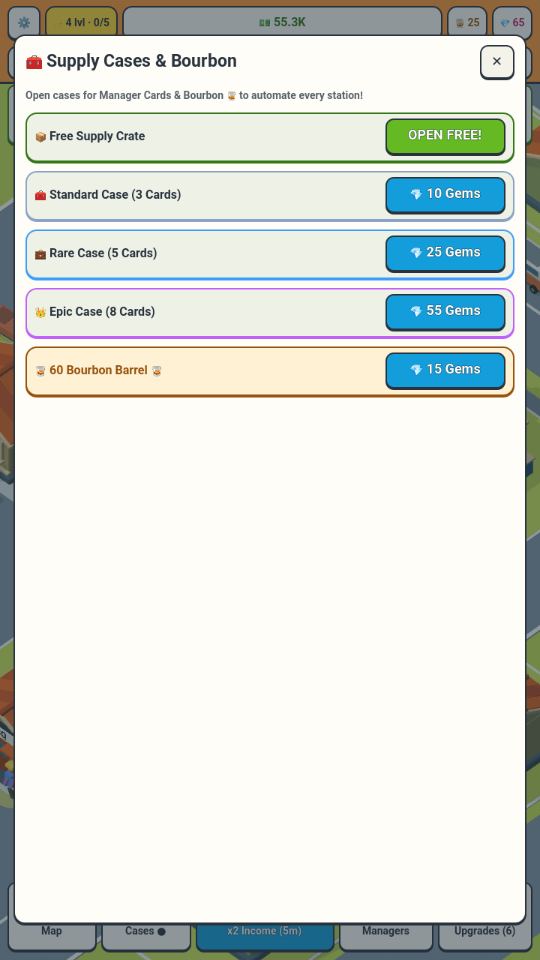 4 lvl · 0/5
55.3K
25
65
Supply Cases & Bourbon
×
Open cases for Manager Cards & Bourbon to automate every station!
Free Supply Crate
OPEN FREE!
Standard Case (3 Cards)
10 Gems
Rare Case (5 Cards)
25 Gems
Epic Case (8 Cards)
55 Gems
60 Bourbon Barrel
15 Gems
Map
Cases
x2 Income (5m)
Managers
Upgrades (6)